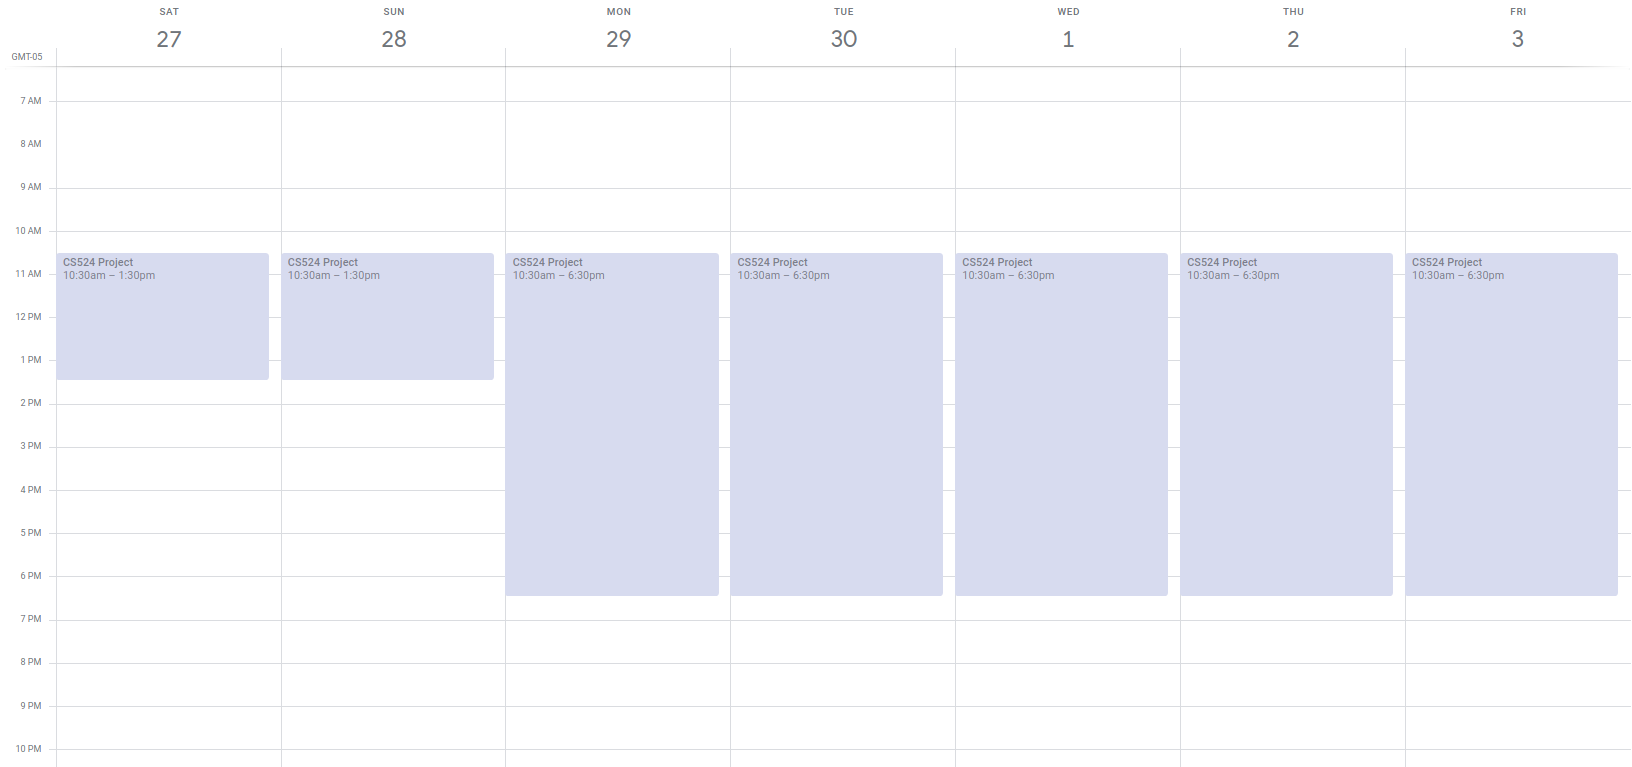 SAT SUN MON TUE WED THU FRI
27 28 29 30 1 2 3
GMT-05
7 AM
8 AM
9 AM
10 AM
CS524 Project CS524 Project CS524 Project CS524 Project CS524 Project CS524 Project CS524 Project
11 AM 10:30am – 1:30pm 10:30am – 1:30pm 10:30am – 6:30pm 10:30am – 6:30pm 10:30am – 6:30pm 10:30am – 6:30pm 10:30am – 6:30pm
12 PM
1 PM
2 PM
3 PM
4 PM
5 PM
6 PM
7 PM
8 PM
9 PM
10 PM